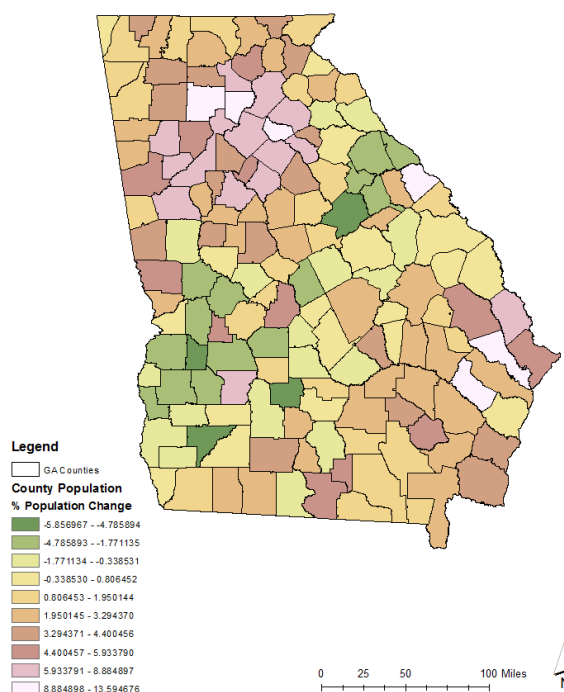 Legend
GACounties
County Population
% Population Change
-5.856967 - -4.785894
-4.785893 - -1.771135
-1.771134 - -0.338531
-0.338530 - 0.806452
0.806453 - 1.950144
1.950145 - 3.294370
3.294371 - 4.400456
4.400457 - 5.933790
5.933791 - 8.884897
8.884898 - 13.594676
0 25 50 100 Miles
N